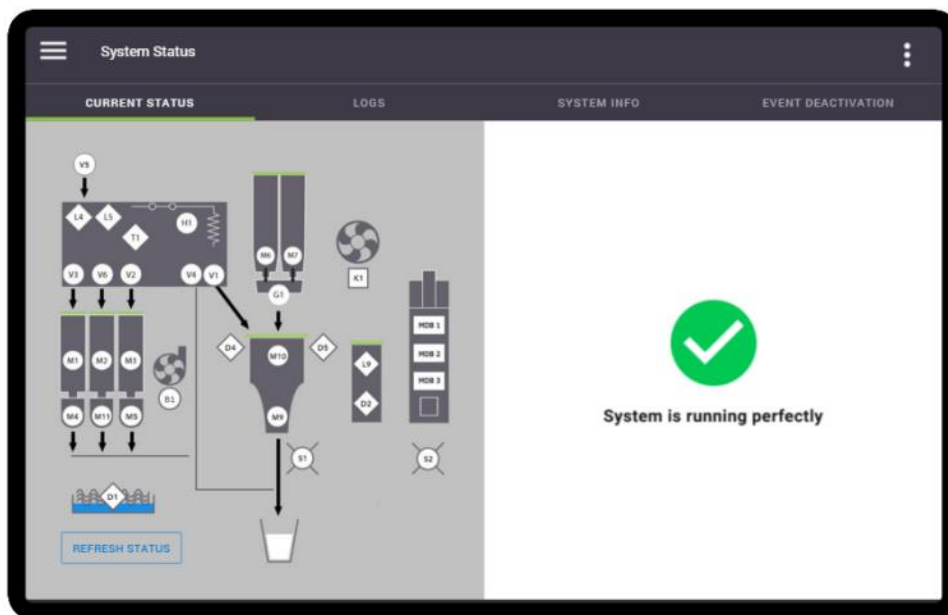 System Status
CURRENT STATUS
LOGS
SYSTEM INFO
EVENT DEACTIVATION
V5
L4
L5
T1
H1
V3
V6
V2
V4
V1
M6
M7
G1
K1
M1
M2
M3
B1
M4
M11
M5
D4
M10
D5
M9
L9
D2
MDB 1
MDB 2
MDB 3
S1
S2
D1
REFRESH STATUS
System is running perfectly